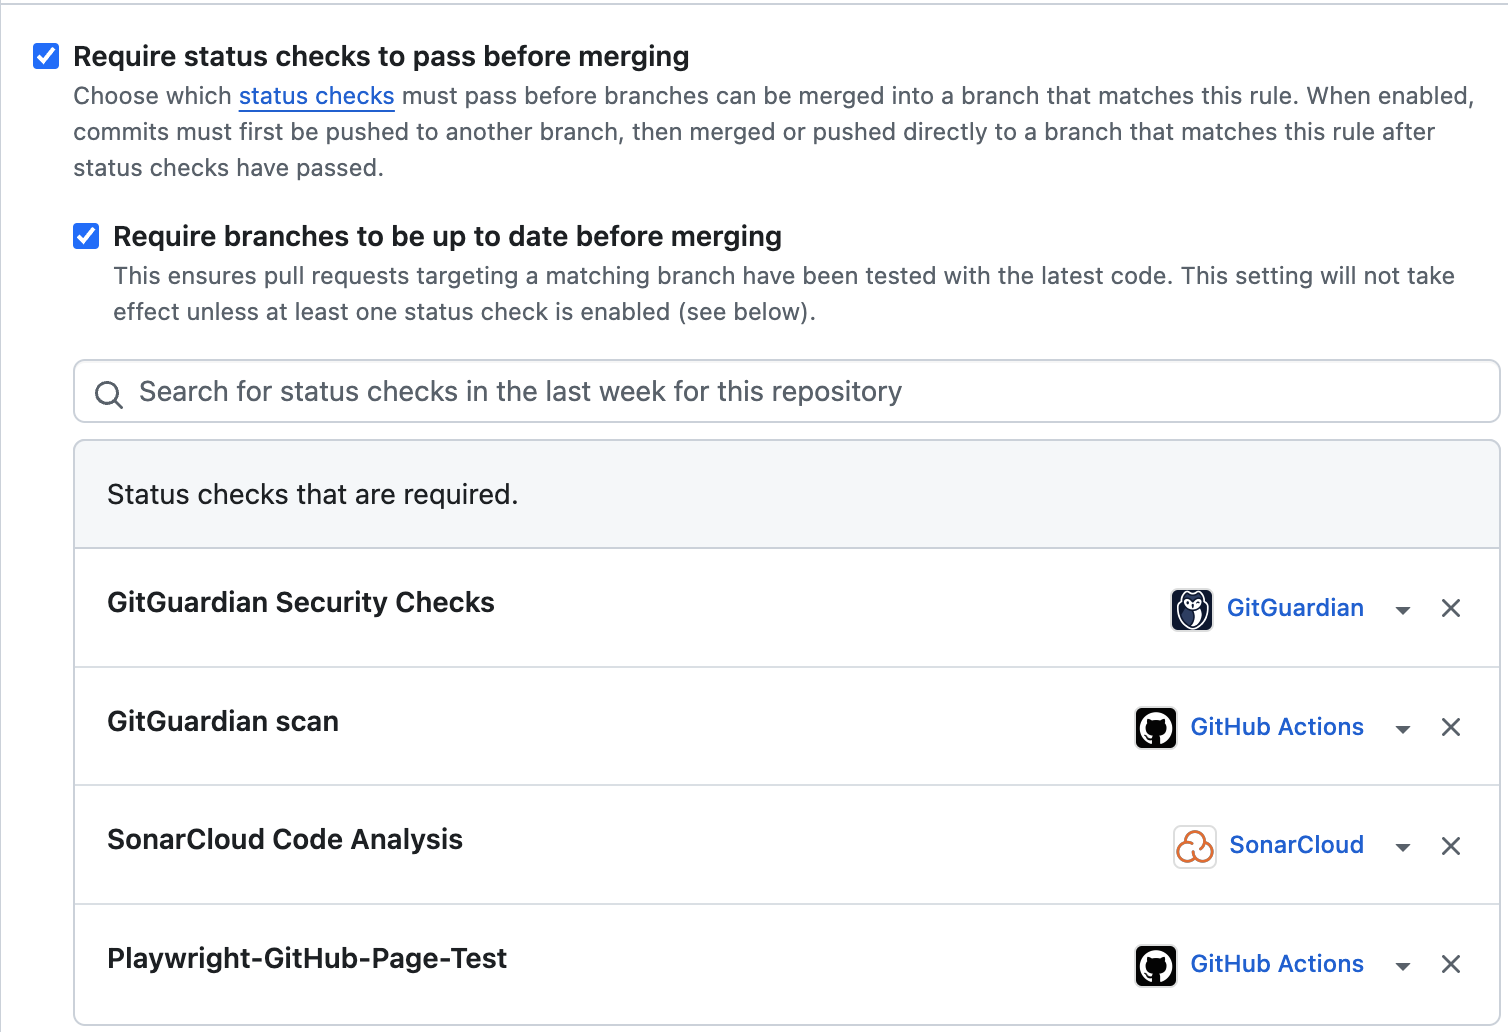 Require status checks to pass before merging
Choose which status checks must pass before branches can be merged into a branch that matches this rule. When enabled,
commits must first be pushed to another branch, then merged or pushed directly to a branch that matches this rule after
status checks have passed.
Require branches to be up to date before merging
This ensures pull requests targeting a matching branch have been tested with the latest code. This setting will not take
effect unless at least one status check is enabled (see below).
Search for status checks in the last week for this repository
Status checks that are required.
GitGuardian Security Checks GitGuardian
GitGuardian scan GitHub Actions
SonarCloud Code Analysis SonarCloud
Playwright-GitHub-Page-Test GitHub Actions